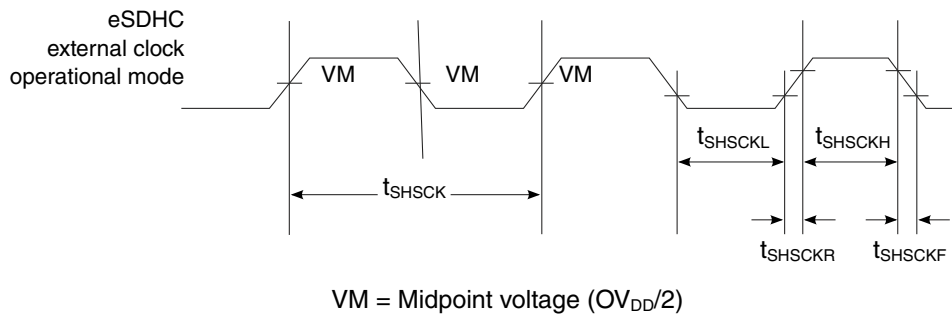 eSDHC
external clock
operational mode
VM VM VM
tSHSCKL tSHSCKH
tSHSCK
tSHSCKR tSHSCKF
VM = Midpoint voltage (OVDD/2)